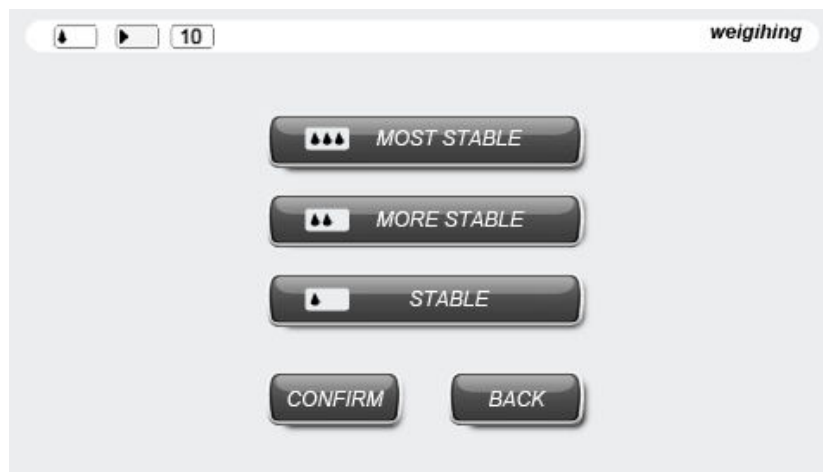 10 weigihing
MOST STABLE
MORE STABLE
STABLE
CONFIRM BACK